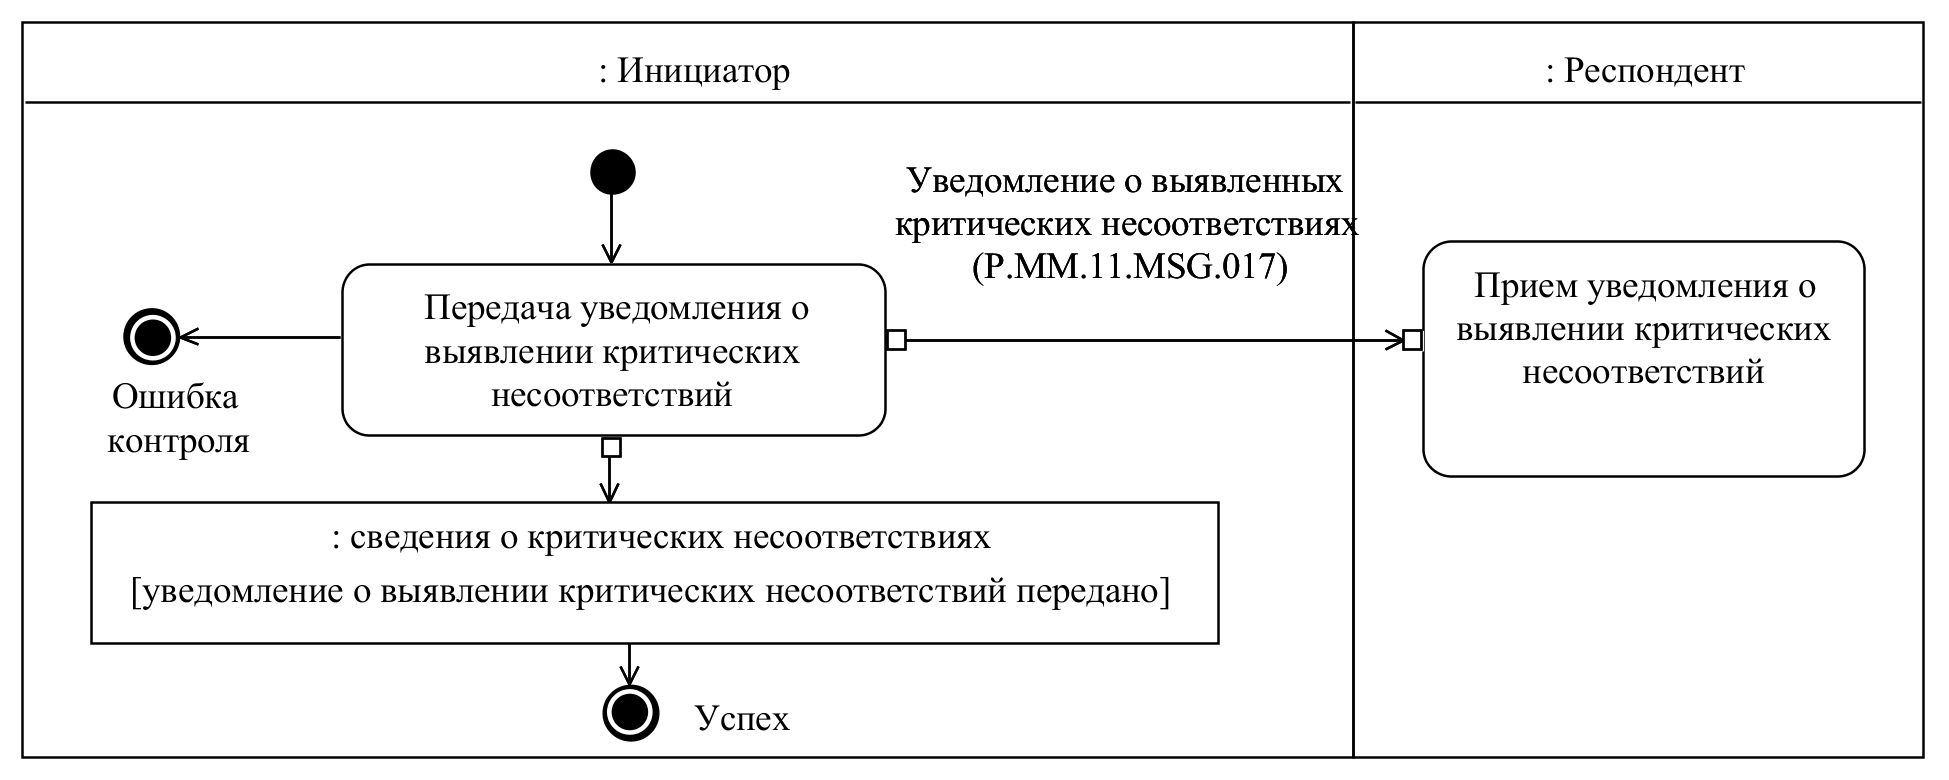 : Инициатор
: Респондент
Уведомление о выявленных
критических несоответствиях
(P.MM.11.MSG.017)
Передача уведомления о
выявлении критических
несоответствий
Прием уведомления о
выявлении критических
несоответствий
Ошибка
контроля
: сведения о критических несоответствиях
[уведомление о выявлении критических несоответствий передано]
Успех